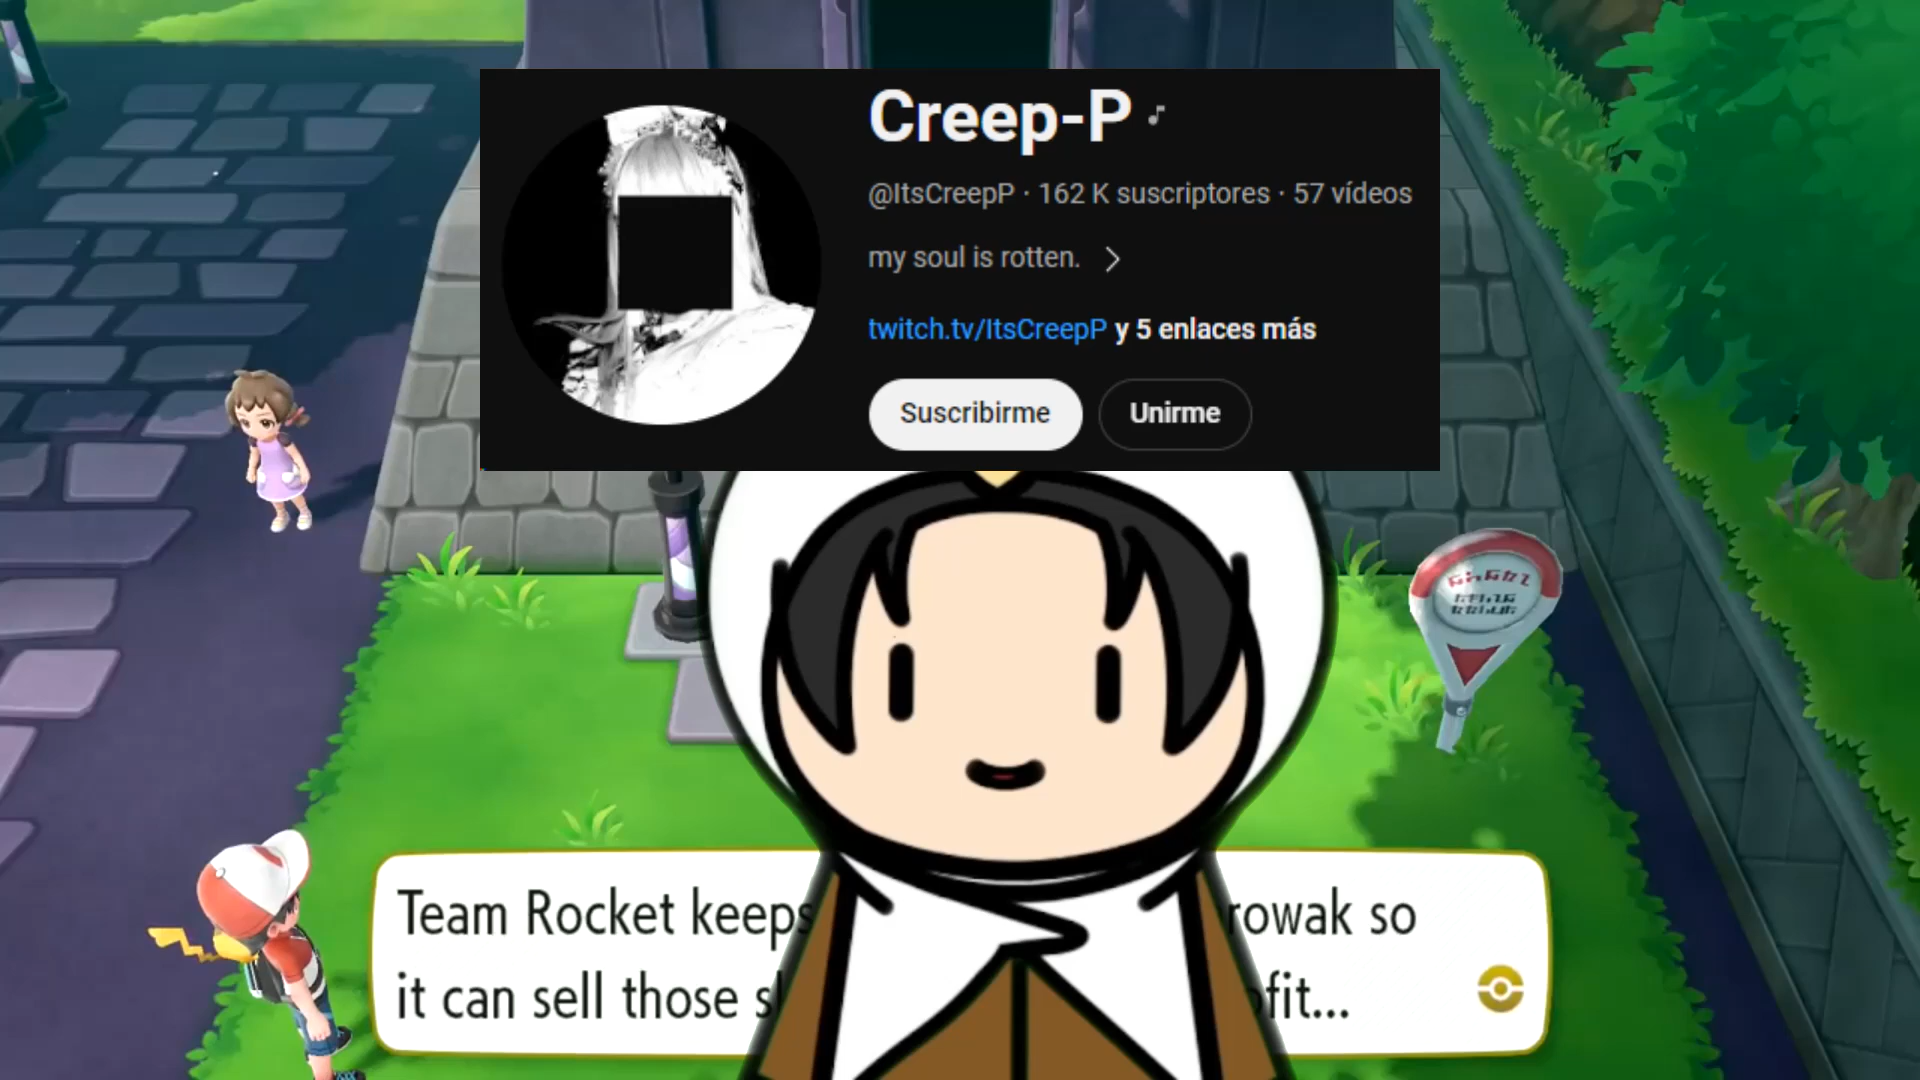 Creep-P
@ItsCreepP · 162 K suscriptores · 57 vídeos
my soul is rotten.
twitch.tv/ItsCreepP y 5 enlaces más
Suscribirme
Unirme
Team Rocket keeps rowak so
it can sell those ofit...